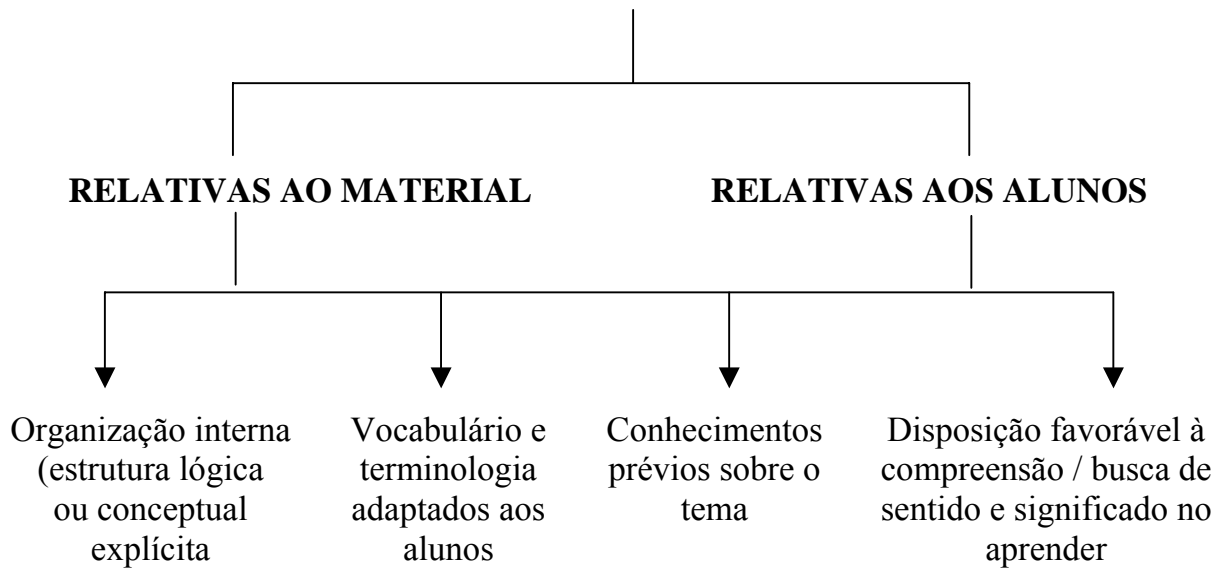 RELATIVAS AO MATERIAL
RELATIVAS AOS ALUNOS
Organização interna
(estrutura lógica
ou conceptual
explícita
Vocabulário e
terminologia
adaptados aos
alunos
Conhecimentos
prévios sobre o
tema
Disposição favorável à
compreensão / busca de
sentido e significado no
aprender